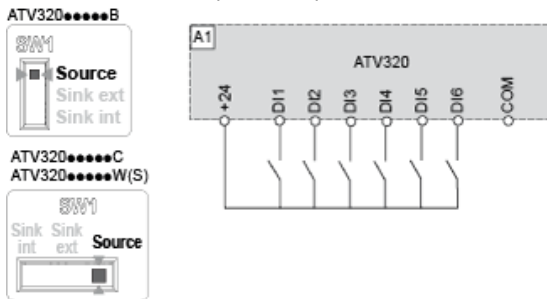 ATV320●●●●●B
SW1
Source
Sink ext
Sink int
ATV320●●●●●C
ATV320●●●●●W(S)
SW1
Sink int
Sink ext
Source
A1
ATV320
+24
DI1
DI2
DI3
DI4
DI5
DI6
COM